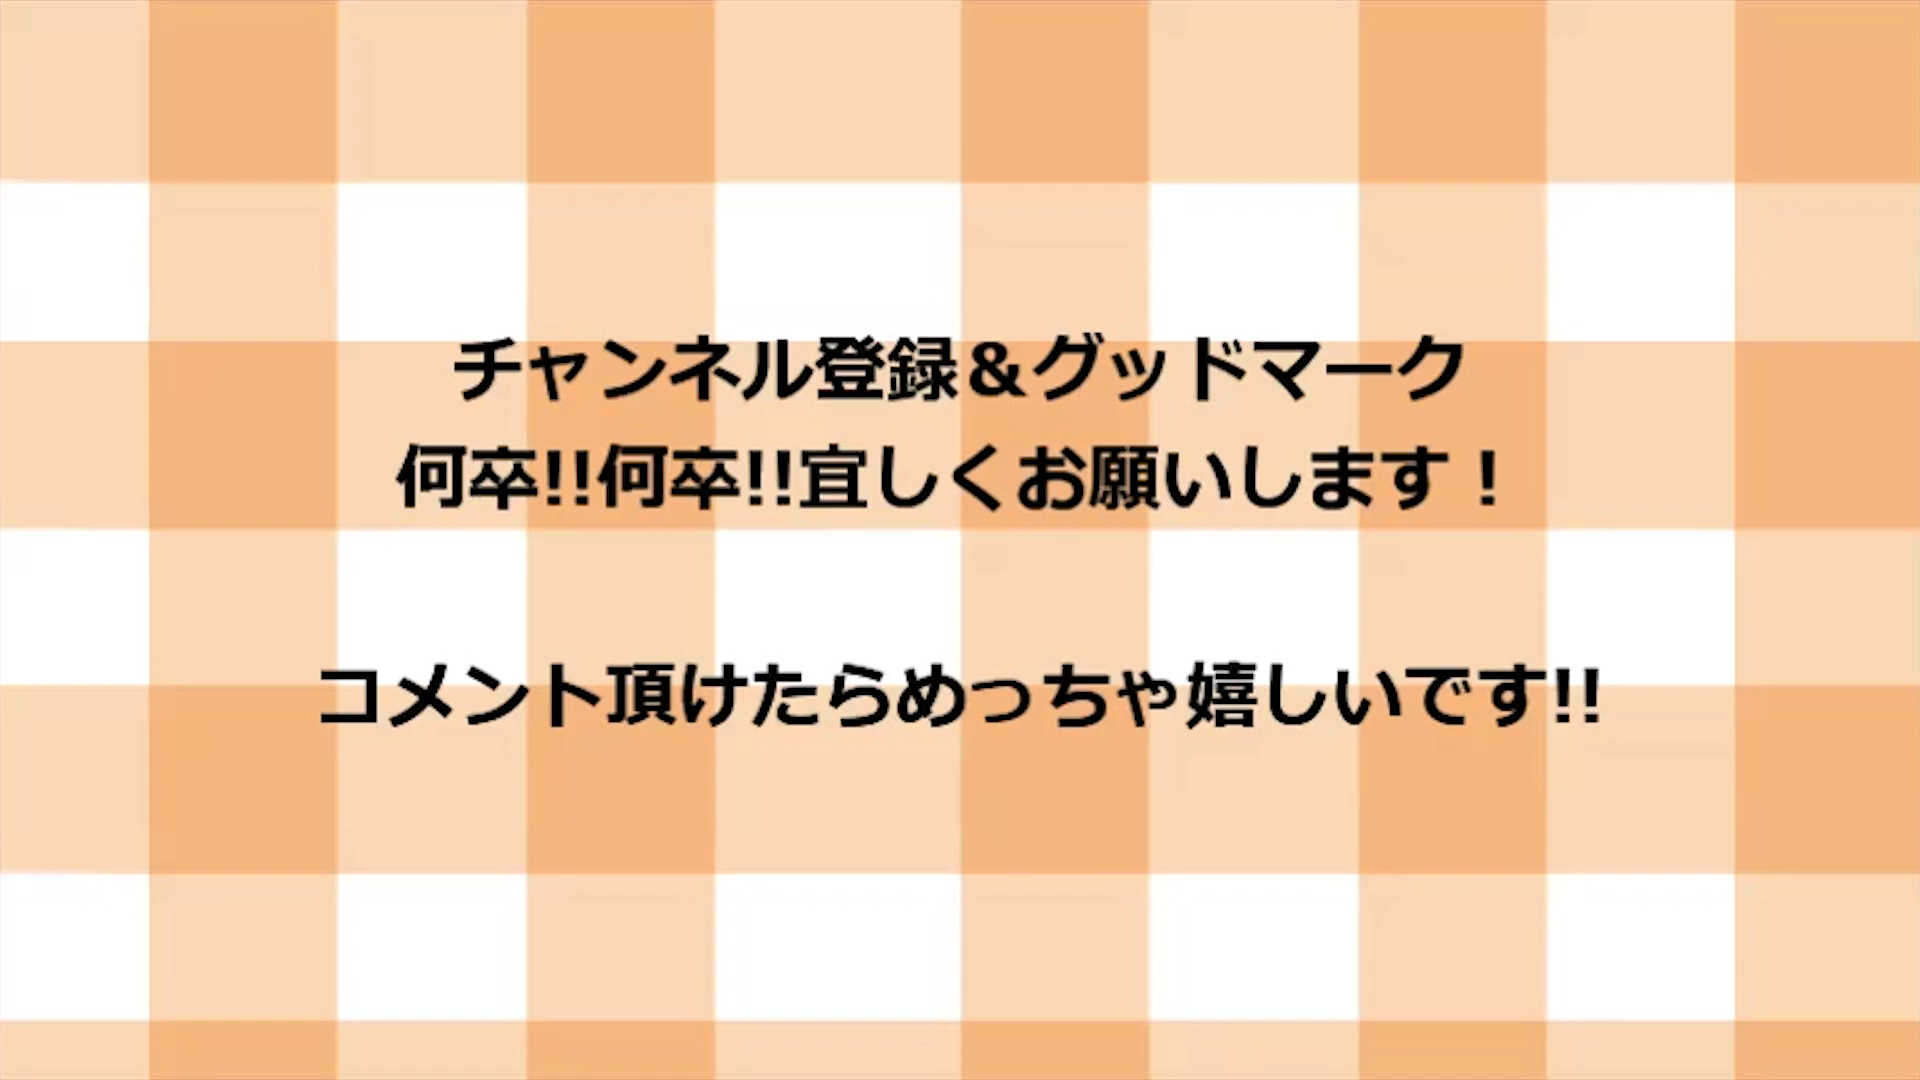 チャンネル登録＆グッドマーク
何卒!!何卒!!宜しくお願いします！
コメント頂けたらめっちゃ嬉しいです!!